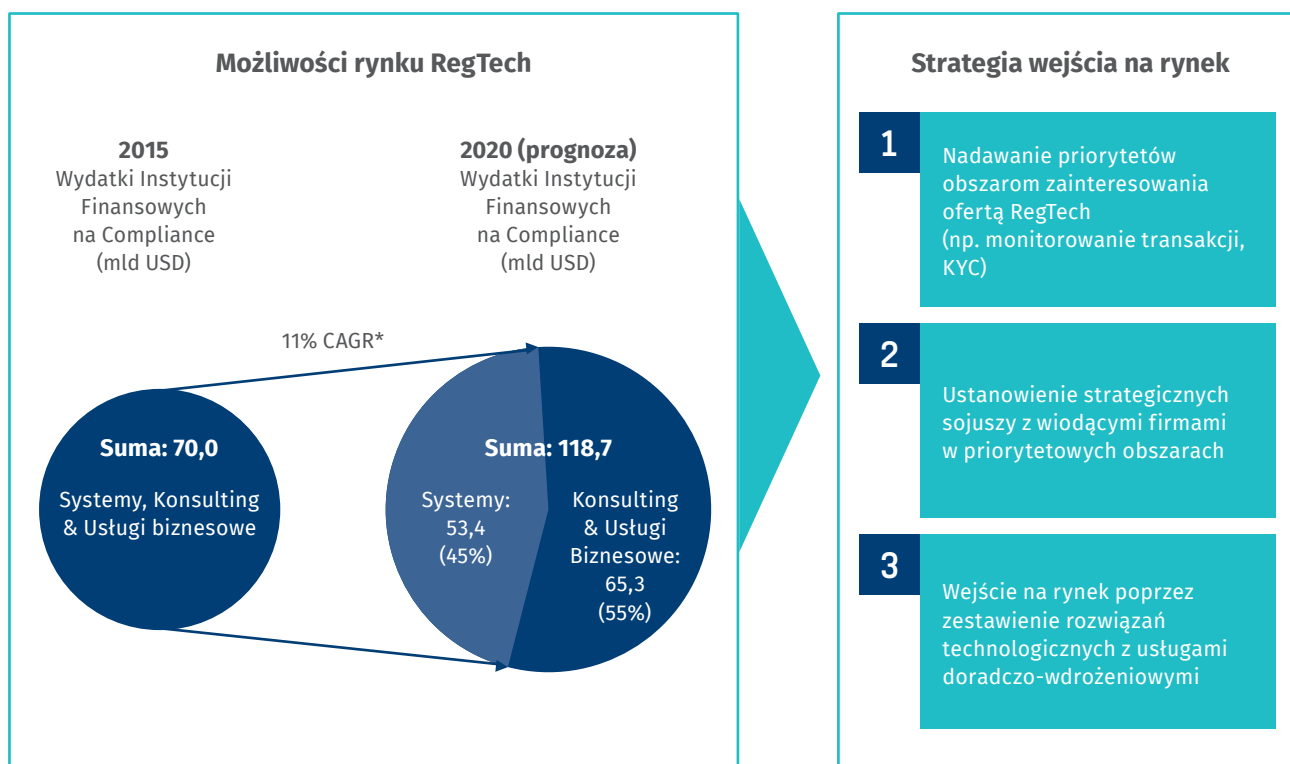 Możliwości rynku RegTech
2015
Wydatki Instytucji
Finansowych
na Compliance
(mld USD)
2020 (prognoza)
Wydatki Instytucji
Finansowych
na Compliance
(mld USD)
11% CAGR*
Suma: 70,0
Systemy, Konsulting
& Usługi biznesowe
Suma: 118,7
Systemy:
53,4
(45%)
Konsulting
& Usługi
Biznesowe:
65,3
(55%)
Strategia wejścia na rynek
1
Nadawanie priorytetów
obszarom zainteresowania
ofertą RegTech
(np. monitorowanie transakcji,
KYC)
2
Ustanowienie strategicznych
sojuszy z wiodącymi firmami
w priorytetowych obszarach
3
Wejście na rynek poprzez
zestawienie rozwiązań
technologicznych z usługami
doradczo-wdrożeniowymi